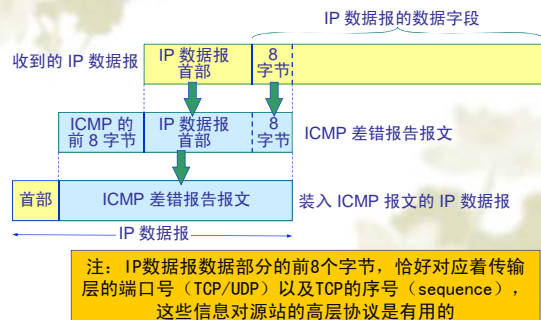 IP 数据报的数据字段
收到的 IP 数据报
IP 数据报
首部
8
字节
ICMP 的
前 8 字节
IP 数据报
首部
8
字节
ICMP 差错报告报文
首部
ICMP 差错报告报文
装入 ICMP 报文的 IP 数据报
IP 数据报
注：IP数据报数据部分的前8个字节，恰好对应着传输
层的端口号（TCP/UDP）以及TCP的序号（sequence），
这些信息对源站的高层协议是有用的